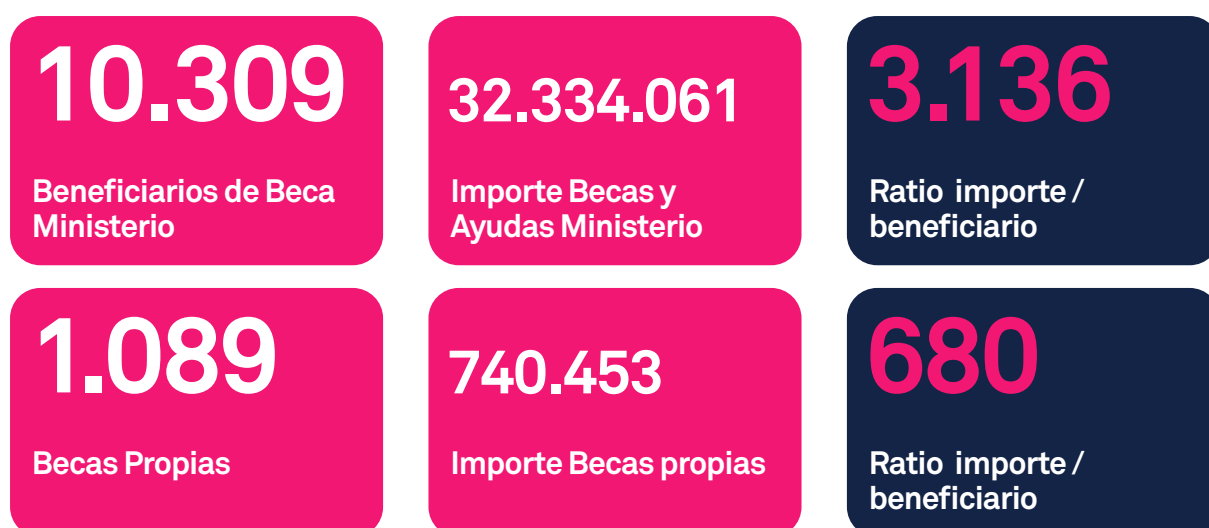 10.309
Beneficiarios de Beca
Ministerio
32.334.061
Importe Becas y
Ayudas Ministerio
3.136
Ratio importe /
beneficiario
1.089
Becas Propias
740.453
Importe Becas propias
680
Ratio importe /
beneficiario